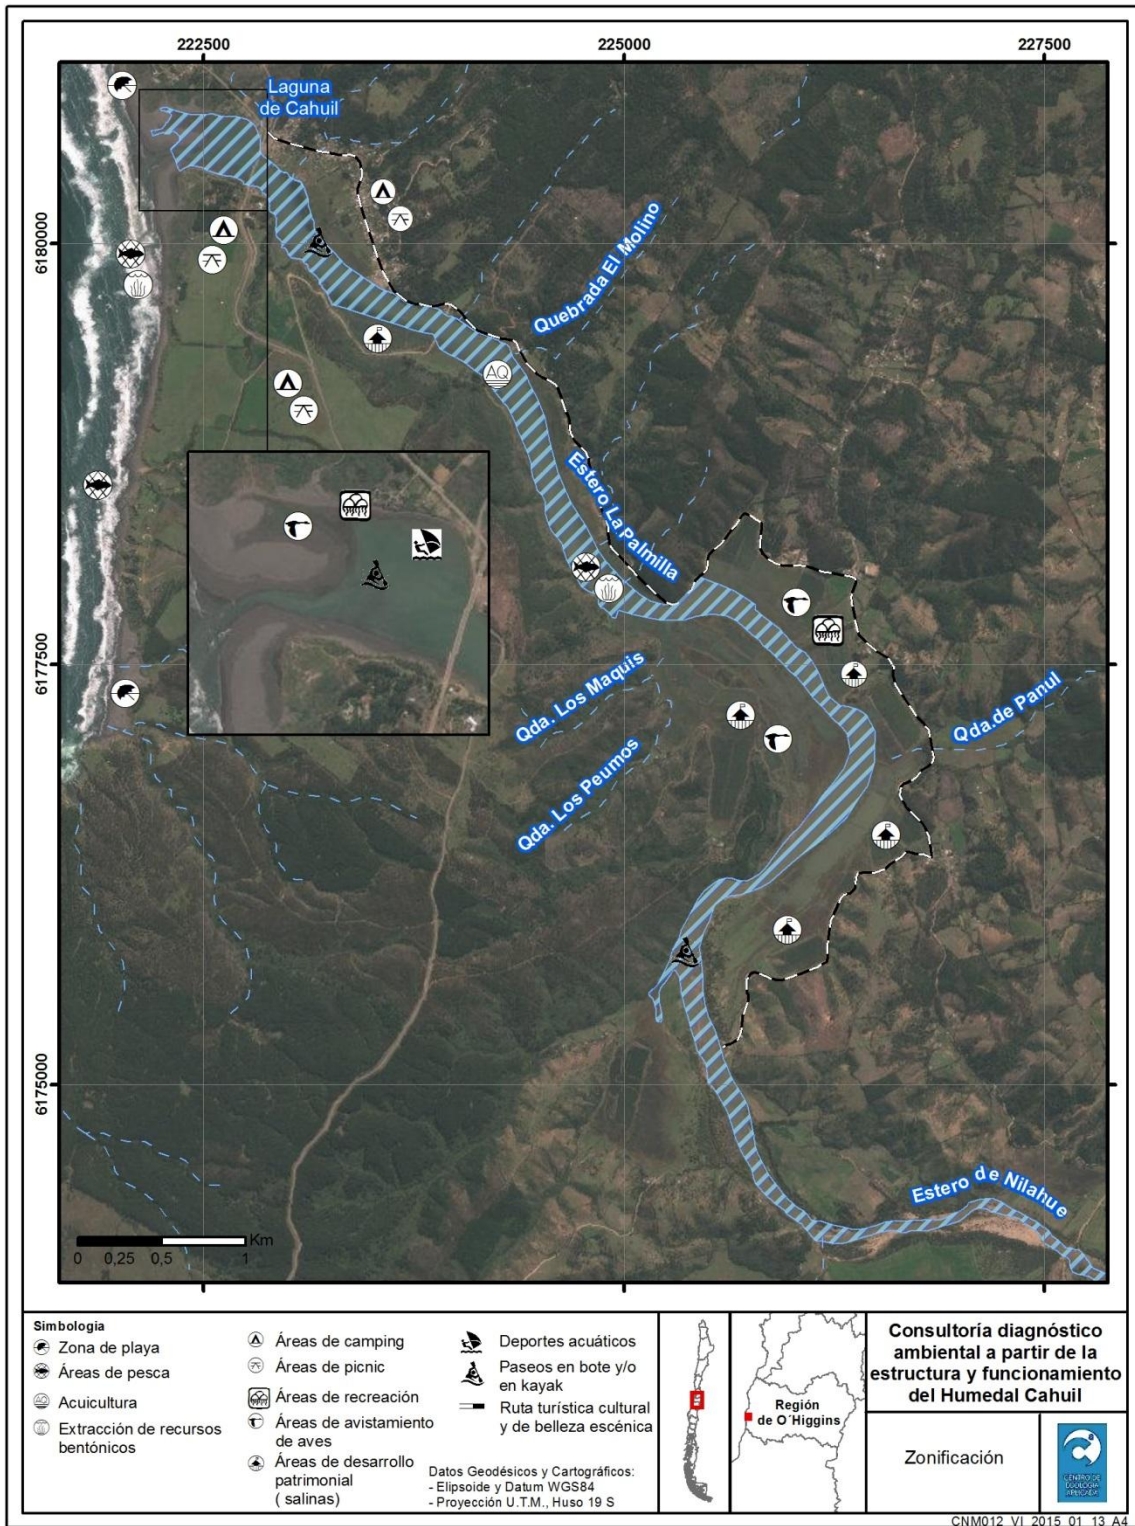 222500
225000
227500
Laguna
de Cahuil
6180000
Quebrada El Molino
AQ
Estero La Palmilla
6177500
Qda. Los Maquis
Qda. de Panul
Qda. Los Peumos
6175000
Estero de Nilahue
Km
0 0,25 0,5 1
Simbologia
Zona de playa
Áreas de pesca
Acuicultura
Extracción de recursos
bentónicos
Áreas de camping
Áreas de picnic
Áreas de recreación
Áreas de avistamiento
de aves
Áreas de desarrollo
patrimonial
( salinas)
Deportes acuáticos
Paseos en bote y/o
en kayak
Ruta turística cultural
y de belleza escénica
Datos Geodésicos y Cartográficos:
- Elipsoide y Datum WGS84
- Proyección U.T.M., Huso 19 S
Región
de O´Higgins
Consultoría diagnóstico
ambiental a partir de la
estructura y funcionamiento
del Humedal Cahuil
Zonificación
CENTRO DE
ECOLOGIA
APLICADA
CNM012_VI_2015_01_13_A4